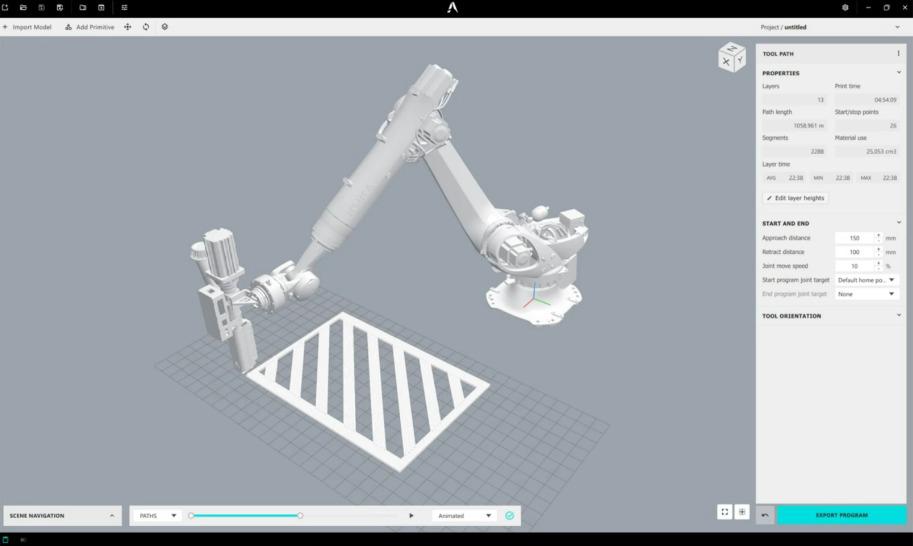 Import Model
Add Primitive
Project / untitled
N
X
Y
TOOL PATH
PROPERTIES
Layers
Print time
13
04:54:09
Path length
Start/stop points
1058.961 m
26
Segments
Material use
2288
25,053 cm3
Layer time
AVG 22:38 MIN 22:38 MAX 22:38
Edit layer heights
START AND END
Approach distance 150 mm
Retract distance 100 mm
Joint move speed 10 %
Start program joint target Default home po...
End program joint target None
TOOL ORIENTATION
SCENE NAVIGATION
PATHS
Animated
EXPORT PROGRAM